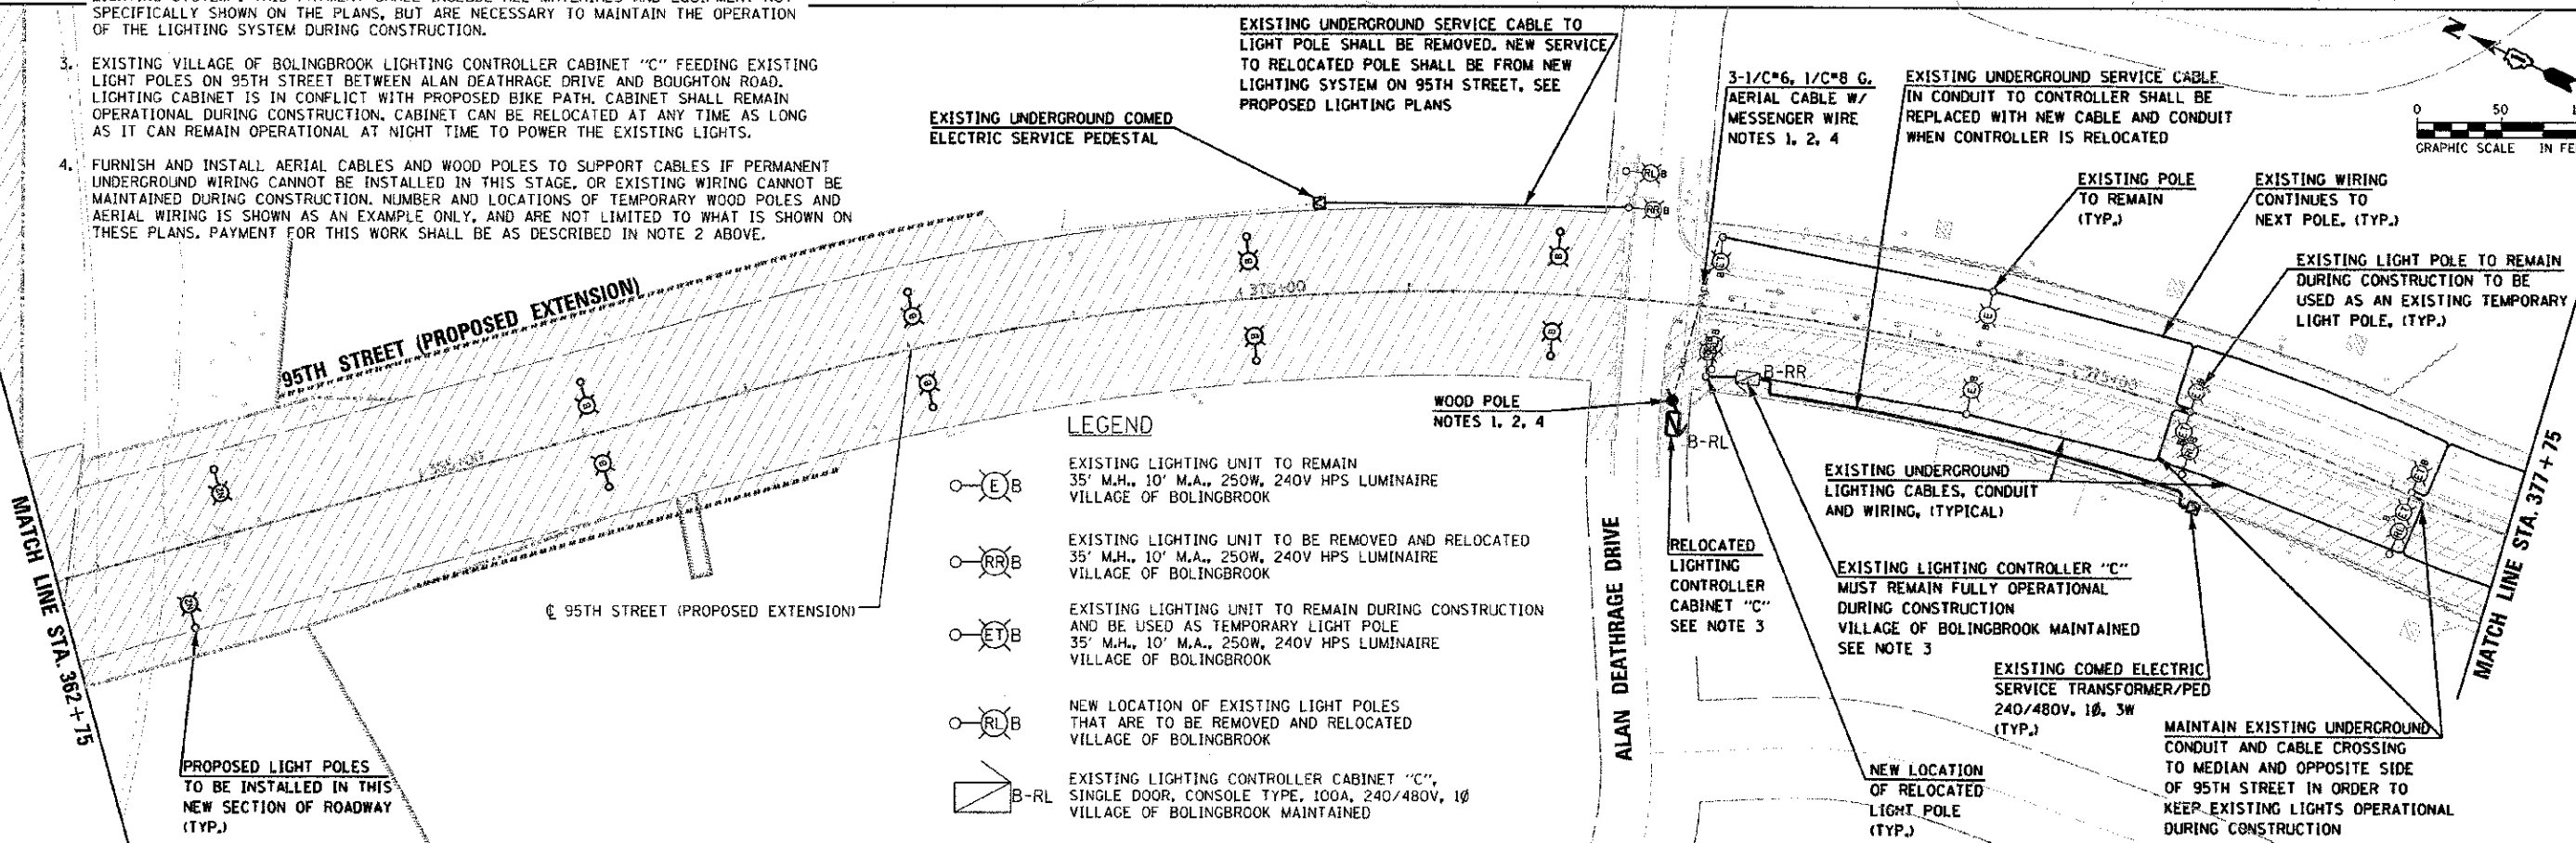 SPECIFICALLY SHOWN ON THE PLANS, BUT ARE NECESSARY TO MAINTAIN THE OPERATION
OF THE LIGHTING SYSTEM DURING CONSTRUCTION.
3. EXISTING VILLAGE OF BOLINGBROOK LIGHTING CONTROLLER CABINET "C" FEEDING EXISTING
LIGHT POLES ON 95TH STREET BETWEEN ALAN DEATHRAGE DRIVE AND BOUGHTON ROAD.
LIGHTING CABINET IS IN CONFLICT WITH PROPOSED BIKE PATH. CABINET SHALL REMAIN
OPERATIONAL DURING CONSTRUCTION. CABINET CAN BE RELOCATED AT ANY TIME AS LONG
AS IT CAN REMAIN OPERATIONAL AT NIGHT TIME TO POWER THE EXISTING LIGHTS.
4. FURNISH AND INSTALL AERIAL CABLES AND WOOD POLES TO SUPPORT CABLES IF PERMANENT
UNDERGROUND WIRING CANNOT BE INSTALLED IN THIS STAGE, OR EXISTING WIRING CANNOT BE
MAINTAINED DURING CONSTRUCTION. NUMBER AND LOCATIONS OF TEMPORARY WOOD POLES AND
AERIAL WIRING IS SHOWN AS AN EXAMPLE ONLY, AND ARE NOT LIMITED TO WHAT IS SHOWN ON
THESE PLANS. PAYMENT FOR THIS WORK SHALL BE AS DESCRIBED IN NOTE 2 ABOVE.
EXISTING UNDERGROUND COMED
ELECTRIC SERVICE PEDESTAL
EXISTING UNDERGROUND SERVICE CABLE TO
LIGHT POLE SHALL BE REMOVED. NEW SERVICE
TO RELOCATED POLE SHALL BE FROM NEW
LIGHTING SYSTEM ON 95TH STREET, SEE
PROPOSED LIGHTING PLANS
3-1/C#6, 1/C#8 G.
AERIAL CABLE W/
MESSENGER WIRE
NOTES 1, 2, 4
EXISTING UNDERGROUND SERVICE CABLE
IN CONDUIT TO CONTROLLER SHALL BE
REPLACED WITH NEW CABLE AND CONDUIT
WHEN CONTROLLER IS RELOCATED
N
0 50
GRAPHIC SCALE IN FE
EXISTING POLE
TO REMAIN
(TYP.)
EXISTING WIRING
CONTINUES TO
NEXT POLE, (TYP.)
EXISTING LIGHT POLE TO REMAIN
DURING CONSTRUCTION TO BE
USED AS AN EXISTING TEMPORARY
LIGHT POLE, (TYP.)
95TH STREET (PROPOSED EXTENSION)
℄ 95TH STREET (PROPOSED EXTENSION)
MATCH LINE STA. 362+75
PROPOSED LIGHT POLES
TO BE INSTALLED IN THIS
NEW SECTION OF ROADWAY
(TYP.)
LEGEND
E B
EXISTING LIGHTING UNIT TO REMAIN
35' M.H., 10' M.A., 250W, 240V HPS LUMINAIRE
VILLAGE OF BOLINGBROOK
RR B
EXISTING LIGHTING UNIT TO BE REMOVED AND RELOCATED
35' M.H., 10' M.A., 250W, 240V HPS LUMINAIRE
VILLAGE OF BOLINGBROOK
ET B
EXISTING LIGHTING UNIT TO REMAIN DURING CONSTRUCTION
AND BE USED AS TEMPORARY LIGHT POLE
35' M.H., 10' M.A., 250W, 240V HPS LUMINAIRE
VILLAGE OF BOLINGBROOK
RL B
NEW LOCATION OF EXISTING LIGHT POLES
THAT ARE TO BE REMOVED AND RELOCATED
VILLAGE OF BOLINGBROOK
B-RL
EXISTING LIGHTING CONTROLLER CABINET "C",
SINGLE DOOR, CONSOLE TYPE, 100A, 240/480V, 1Ø
VILLAGE OF BOLINGBROOK MAINTAINED
WOOD POLE
NOTES 1, 2, 4
B-RR
B-RL
ALAN DEATHRAGE DRIVE
RELOCATED
LIGHTING
CONTROLLER
CABINET "C"
SEE NOTE 3
EXISTING UNDERGROUND
LIGHTING CABLES, CONDUIT
AND WIRING, (TYPICAL)
EXISTING LIGHTING CONTROLLER "C"
MUST REMAIN FULLY OPERATIONAL
DURING CONSTRUCTION
VILLAGE OF BOLINGBROOK MAINTAINED
SEE NOTE 3
EXISTING COMED ELECTRIC
SERVICE TRANSFORMER/PED
240/480V, 1Ø, 3W
(TYP.)
NEW LOCATION
OF RELOCATED
LIGHT POLE
(TYP.)
MAINTAIN EXISTING UNDERGROUND
CONDUIT AND CABLE CROSSING
TO MEDIAN AND OPPOSITE SIDE
OF 95TH STREET IN ORDER TO
KEEP EXISTING LIGHTS OPERATIONAL
DURING CONSTRUCTION
MATCH LINE STA. 377+75